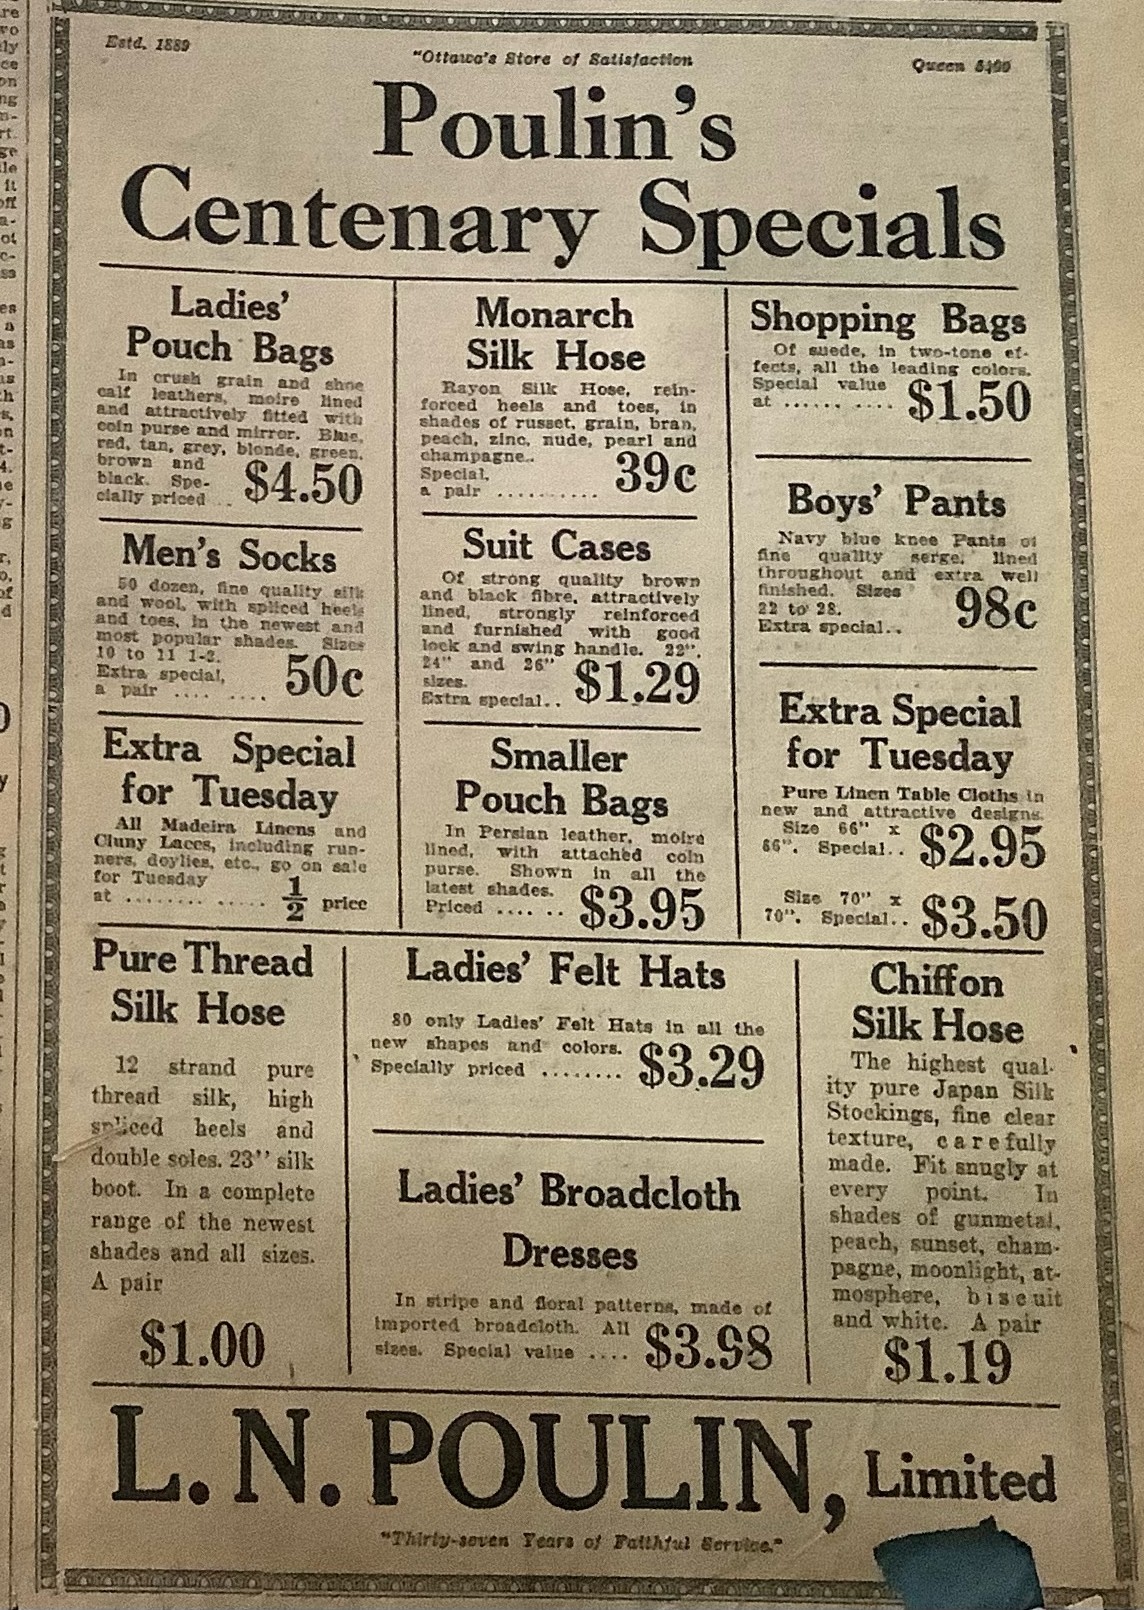 Estd. 1889
"Ottawa's Store of Satisfaction
Queen
Poulin's
Centenary Specials
Ladies'
Pouch Bags
In crush grain and shoe
calf leathers, moire lined
and attractively fitted with
coin purse and mirror. Blue,
red, tan, grey, blonde, green,
brown and
black. Spe-
cially priced .. $4.50
Men's Socks
50 dozen, fine quality silk
and wool, with spliced heels
and toes, in the newest and
most popular shades. Sizes
10 to 11 1-2.
Extra special,
a pair .... .... 50c
Extra Special
for Tuesday
All Madeira Linens and
Cluny Laces, including run-
ners, doylies, etc., go on sale
for Tuesday
at ........ ..... ½ price
Monarch
Silk Hose
Rayon Silk Hose, rein-
forced heels and toes, in
shades of russet, grain, bran,
peach, zinc, nude, pearl and
champagne..
Special,
a pair .......... 39c
Suit Cases
Of strong quality brown
and black fibre, attractively
lined, strongly reinforced
and furnished with good
lock and swing handle. 22",
24" and 26"
sizes.
Extra special.. $1.29
Smaller
Pouch Bags
In Persian leather, moire
lined, with attached coin
purse. Shown in all the
latest shades.
Priced .... .. $3.95
Shopping Bags
Of suede, in two-tone ef-
fects, all the leading colors.
Special value
at ...... .... $1.50
Boys' Pants
Navy blue knee Pants of
fine quality serge, lined
throughout and extra well
finished. Sizes
22 to 28.
Extra special.. 98c
Extra Special
for Tuesday
Pure Linen Table Cloths in
new and attractive designs.
Size 66" x
66". Special.. $2.95
Size 70" x
70". Special.. $3.50
Pure Thread
Silk Hose
12 strand pure
thread silk, high
spliced heels and
double soles. 23" silk
boot. In a complete
range of the newest
shades and all sizes.
A pair
$1.00
Ladies' Felt Hats
80 only Ladies' Felt Hats in all the
new shapes and colors.
Specially priced ........ $3.29
Ladies' Broadcloth
Dresses
In stripe and floral patterns, made of
imported broadcloth. All
sizes. Special value .... $3.98
Chiffon
Silk Hose
The highest qual-
ity pure Japan Silk
Stockings, fine clear
texture, carefully
made. Fit snugly at
every point. In
shades of gunmetal,
peach, sunset, cham-
pagne, moonlight, at-
mosphere, biscuit
and white. A pair
$1.19
L. N. POULIN, Limited
"Thirty-seven Years of Faithful Service."